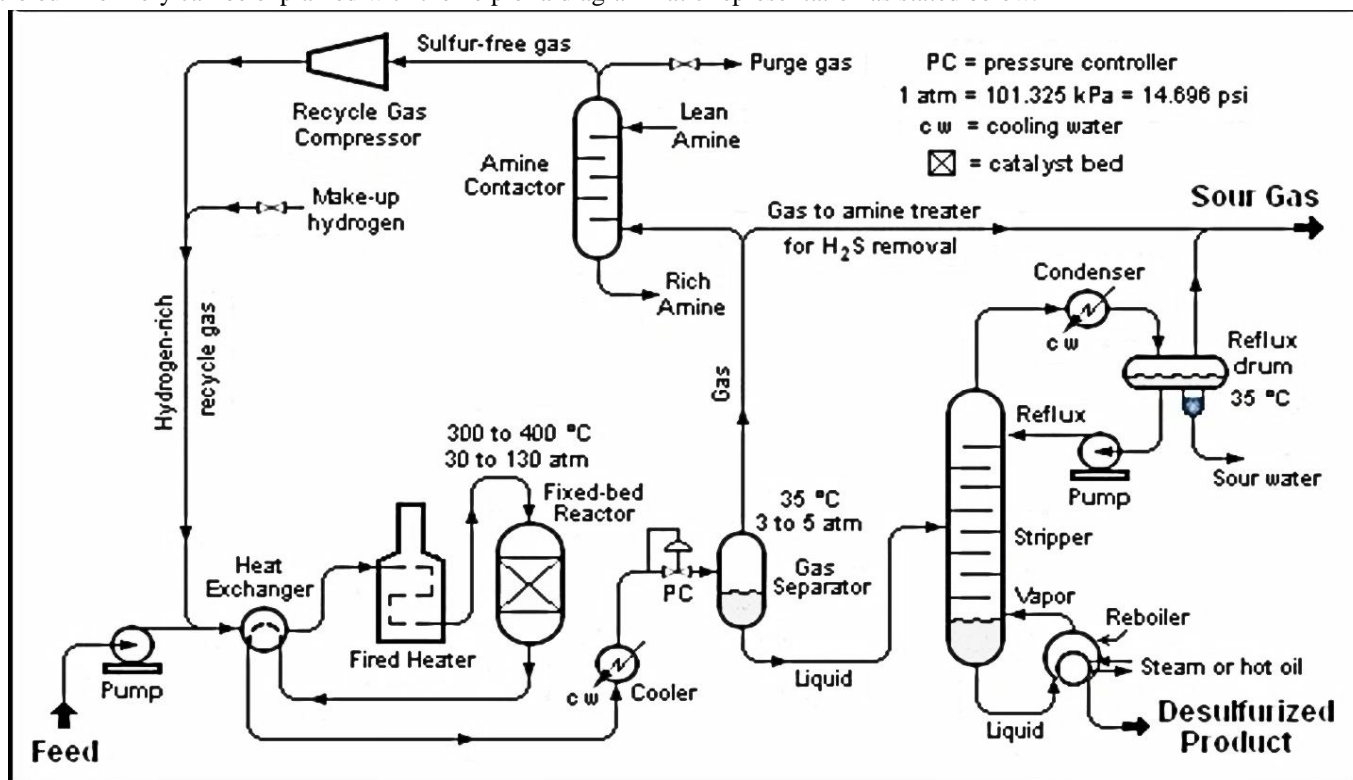 Sulfur-free gas
Purge gas
PC = pressure controller
1 atm = 101.325 kPa = 14.696 psi
c w = cooling water
= catalyst bed
Recycle Gas
Compressor
Lean
Amine
Amine
Contactor
Make-up
hydrogen
Gas to amine treater
for H₂S removal
Sour Gas
Rich
Amine
Condenser
c w
Reflux
drum
35 °C
Hydrogen-rich
recycle gas
Gas
Reflux
Pump
Sour water
300 to 400 °C
30 to 130 atm
Fixed-bed
Reactor
35 °C
3 to 5 atm
Gas
Separator
Stripper
Heat
Exchanger
PC
Vapor
Reboiler
Steam or hot oil
Fired Heater
Pump
c w
Cooler
Liquid
Liquid
Feed
Desulfurized
Product